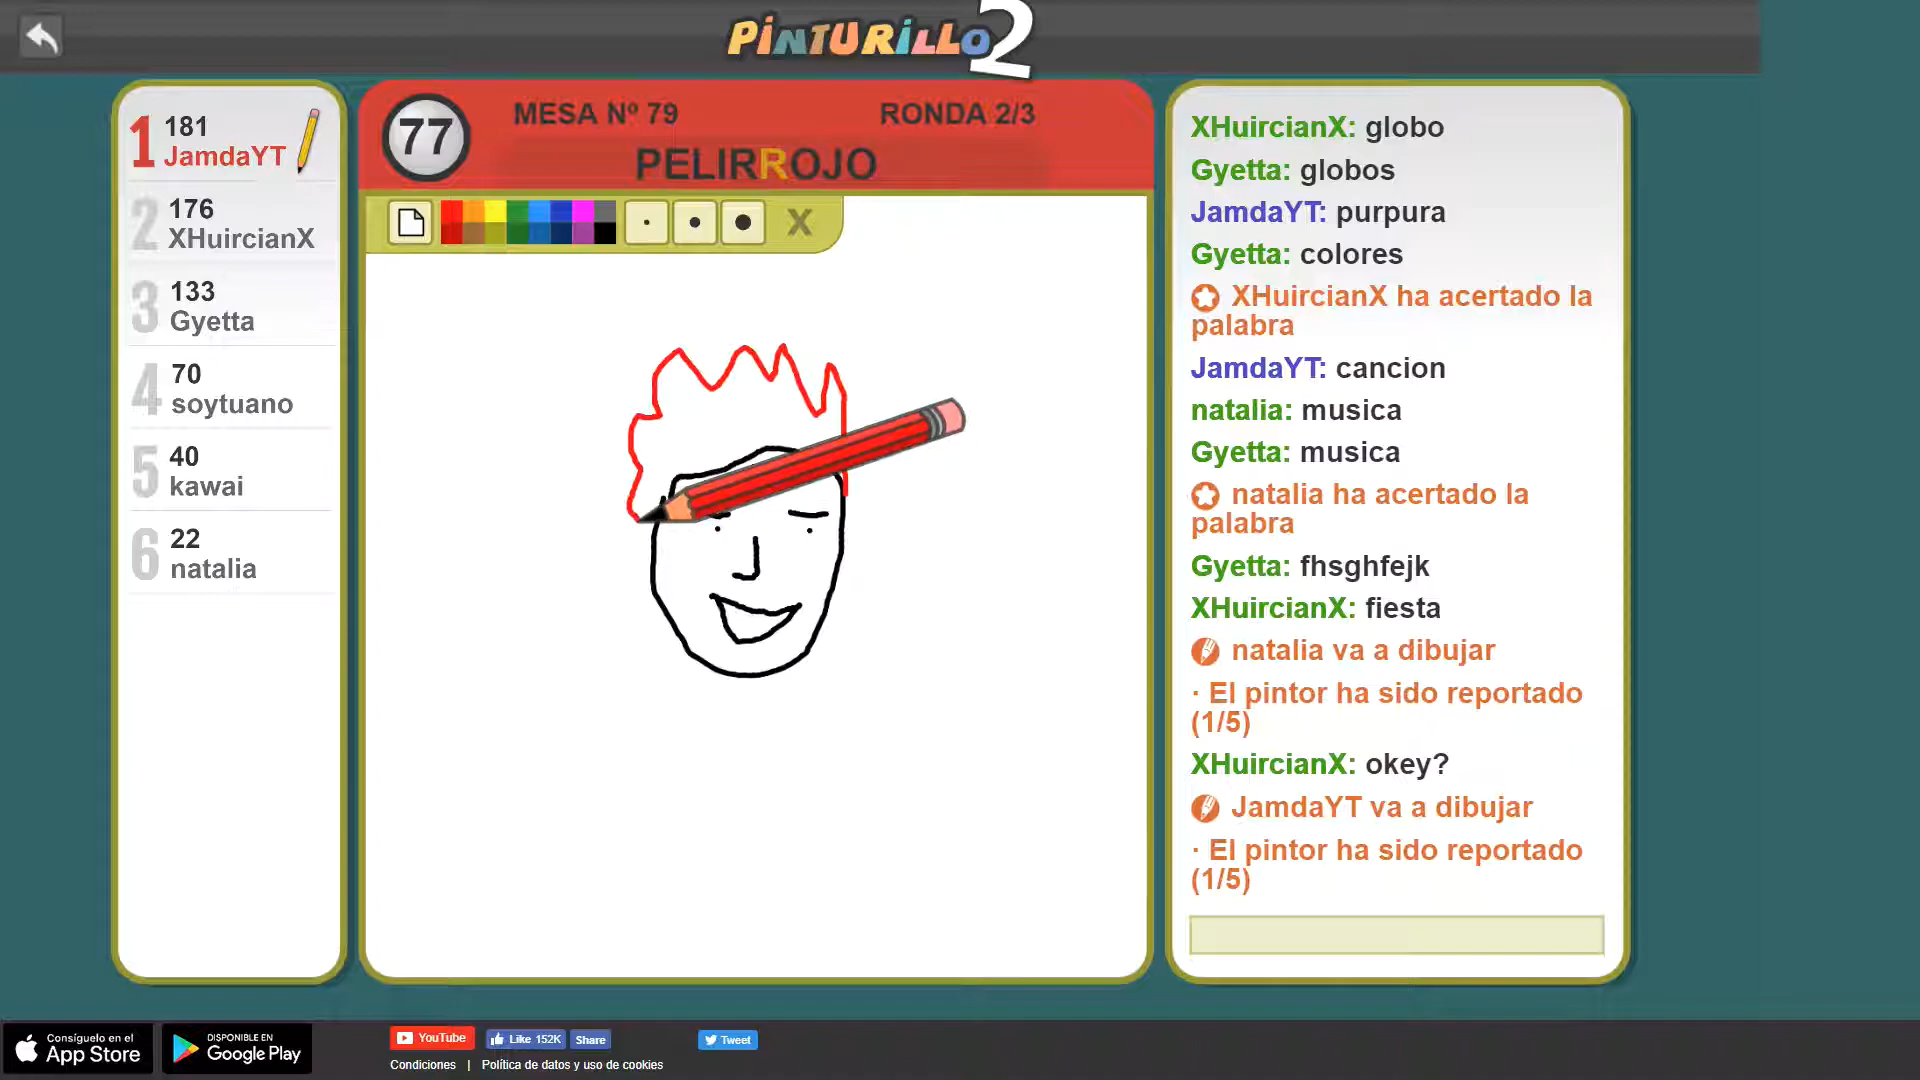 PiNTURiLLO2
1 181
JamdaYT
2 176
XHuircianX
3 133
Gyetta
4 70
soytuano
5 40
kawai
6 22
natalia
77
MESA Nº 79
RONDA 2/3
PELIRROJO
X
XHuircianX: globo
Gyetta: globos
JamdaYT: purpura
Gyetta: colores
XHuircianX ha acertado la
palabra
JamdaYT: cancion
natalia: musica
Gyetta: musica
natalia ha acertado la
palabra
Gyetta: fhsghfejk
XHuircianX: fiesta
natalia va a dibujar
· El pintor ha sido reportado
(1/5)
XHuircianX: okey?
JamdaYT va a dibujar
· El pintor ha sido reportado
(1/5)
Consíguelo en el
App Store
DISPONIBLE EN
Google Play
YouTube
Like 152K
Share
Tweet
Condiciones | Política de datos y uso de cookies